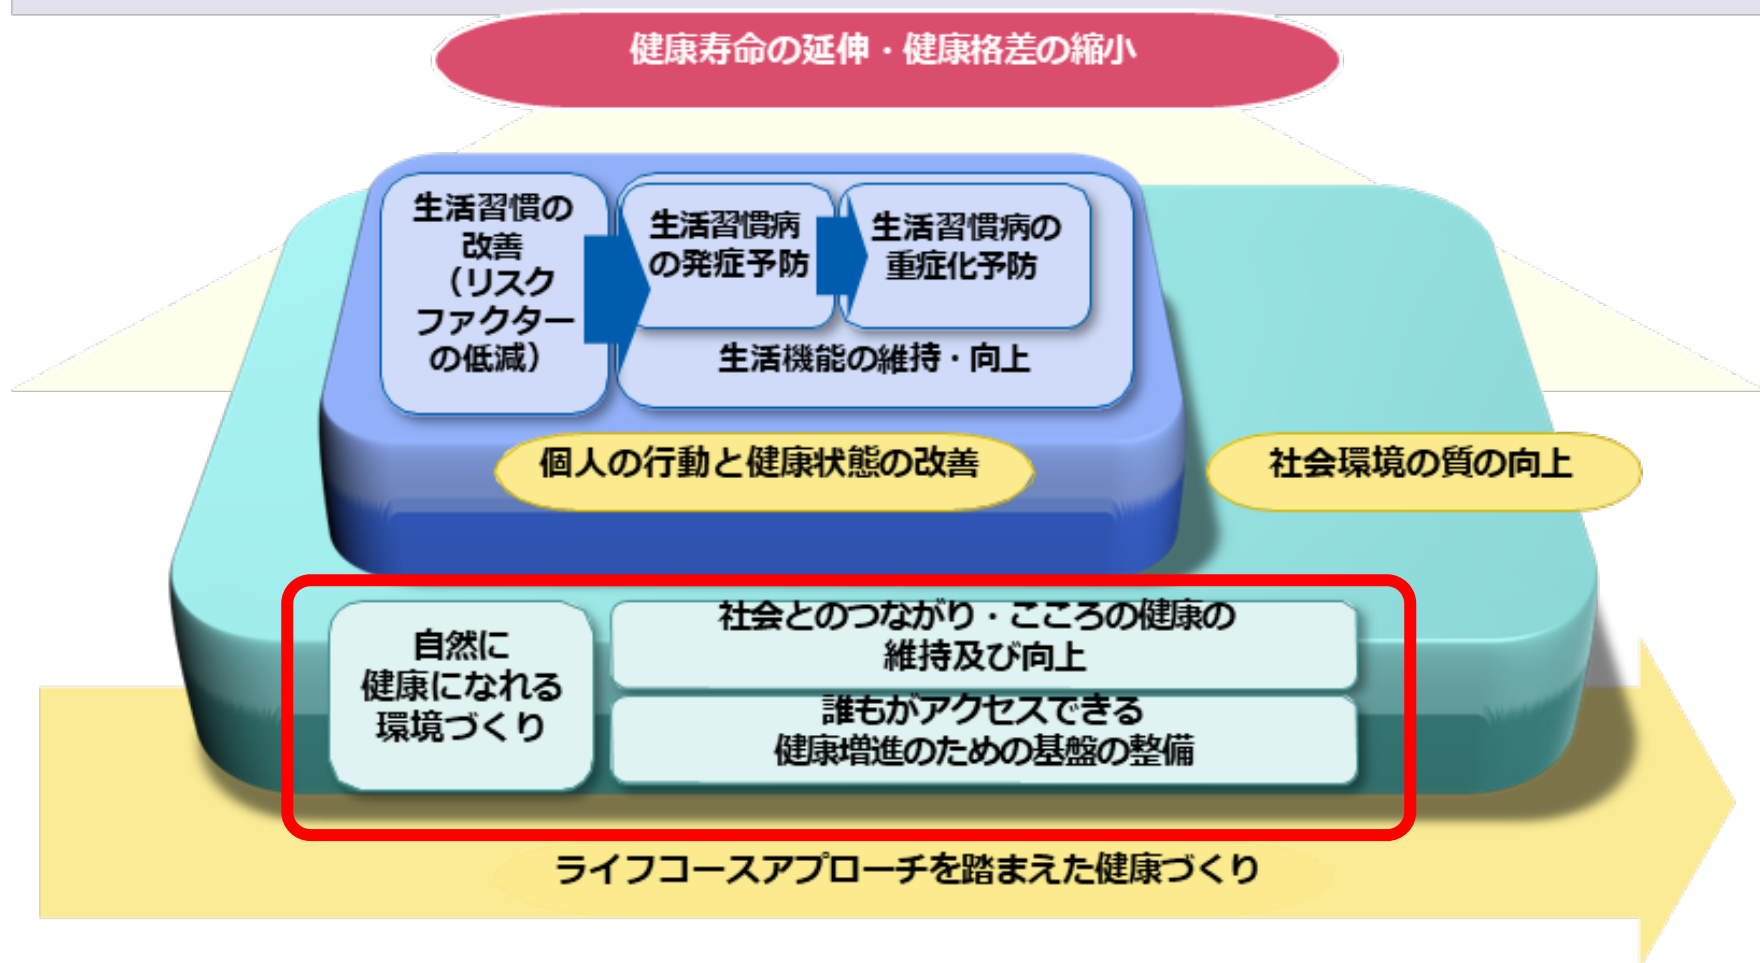 健康寿命の延伸・健康格差の縮小
生活習慣の
改善
（リスク
ファクター
の低減）
生活習慣病
の発症予防
生活習慣病の
重症化予防
生活機能の維持・向上
個人の行動と健康状態の改善
社会環境の質の向上
自然に
健康になれる
環境づくり
社会とのつながり・こころの健康の
維持及び向上
誰もがアクセスできる
健康増進のための基盤の整備
ライフコースアプローチを踏まえた健康づくり